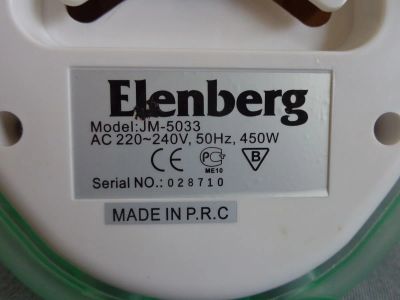 Elenberg
Model:JM-5033
AC 220~240V, 50Hz, 450W
CE PC ME10 B
Serial NO.: 028710
MADE IN P.R.C